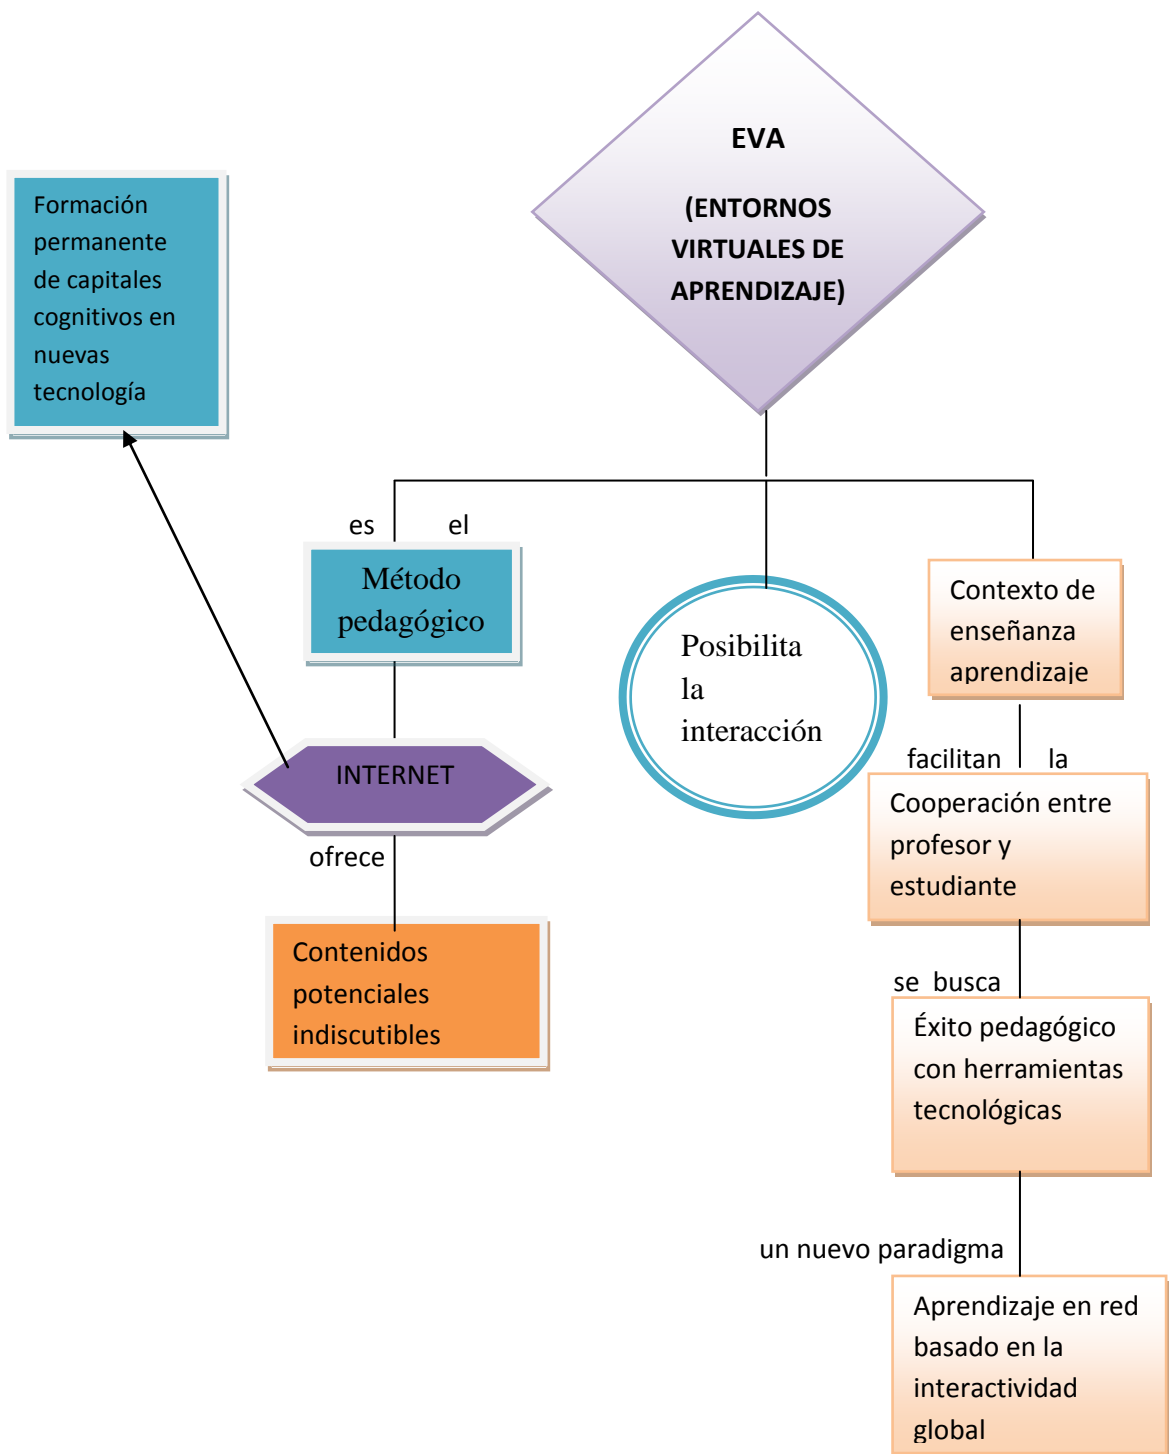 EVA
(ENTORNOS
VIRTUALES DE
APRENDIZAJE)
Formación
permanente
de capitales
cognitivos en
nuevas
tecnología
es el
Método
pedagógico
INTERNET
ofrece
Contenidos
potenciales
indiscutibles
Posibilita
la
interacción
Contexto de
enseñanza
aprendizaje
facilitan la
Cooperación entre
profesor y
estudiante
se busca
Éxito pedagógico
con herramientas
tecnológicas
un nuevo paradigma
Aprendizaje en red
basado en la
interactividad
global